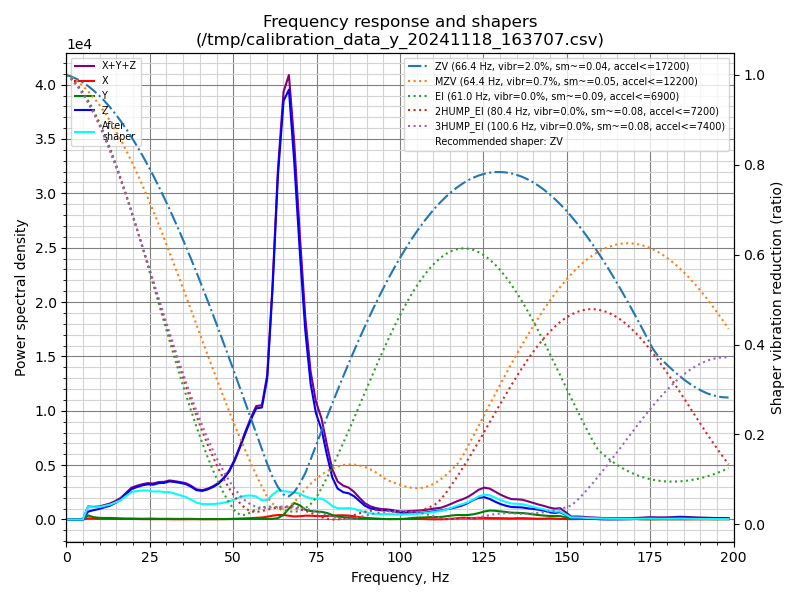 Frequency response and shapers
(/tmp/calibration_data_y_20241118_163707.csv)
1e4
X+Y+Z
X
Y
Z
After
shaper
ZV (66.4 Hz, vibr=2.0%, sm~=0.04, accel<=17200)
MZV (64.4 Hz, vibr=0.7%, sm~=0.05, accel<=12200)
EI (61.0 Hz, vibr=0.0%, sm~=0.09, accel<=6900)
2HUMP_EI (80.4 Hz, vibr=0.0%, sm~=0.08, accel<=7200)
3HUMP_EI (100.6 Hz, vibr=0.0%, sm~=0.08, accel<=7400)
Recommended shaper: ZV
Power spectral density
4.0
3.5
3.0
2.5
2.0
1.5
1.0
0.5
0.0
1.0
0.8
0.6
0.4
0.2
0.0
Shaper vibration reduction (ratio)
0 25 50 75 100 125 150 175 200
Frequency, Hz